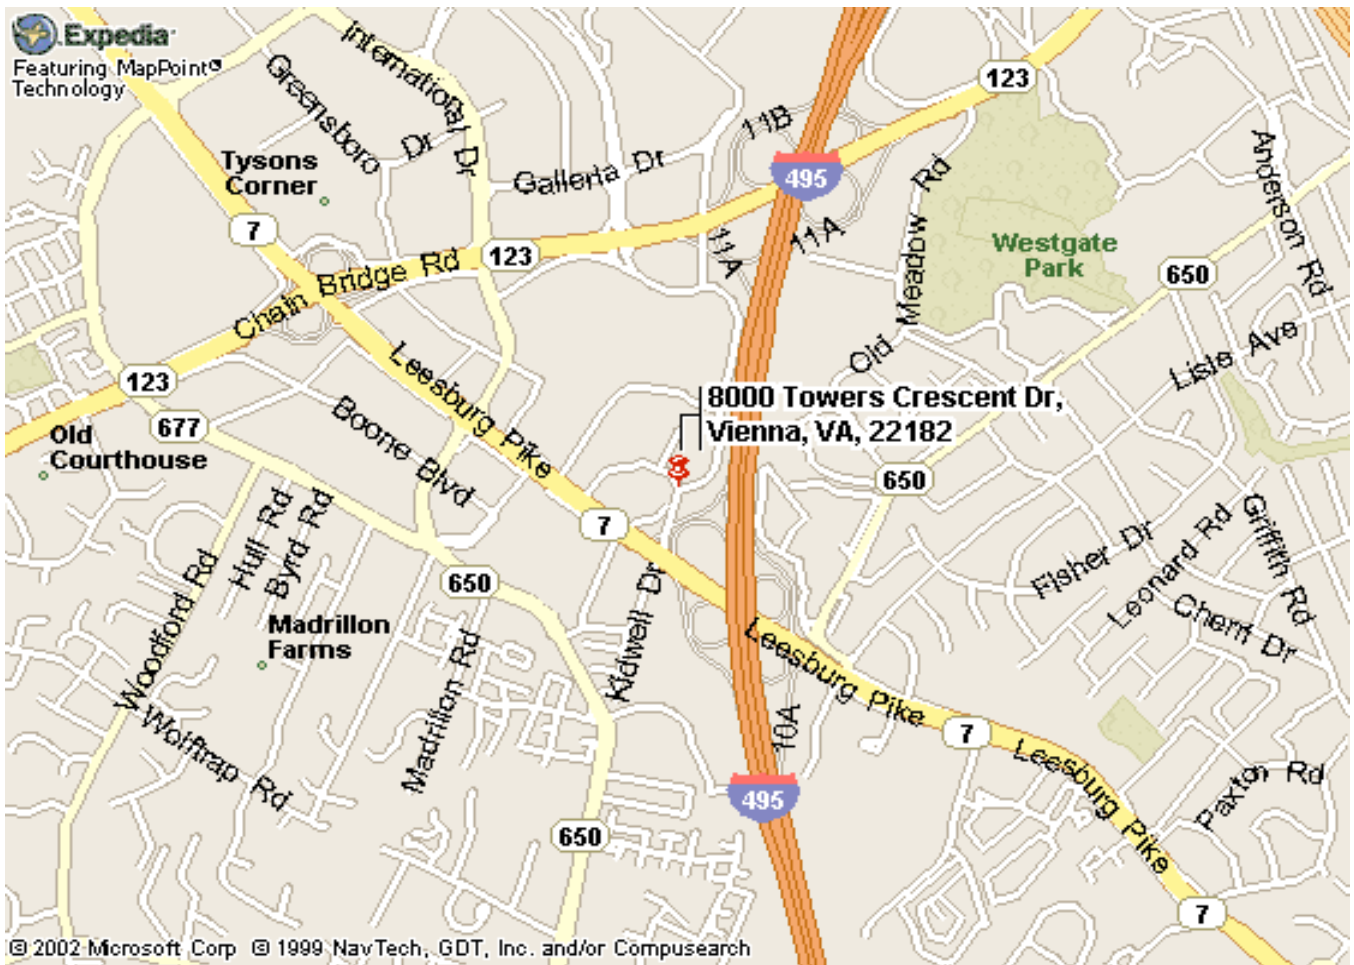 Expedia
Featuring MapPoint®
Technology
International Dr
Greensboro Dr
123
11B
Tysons
Corner
Galleria Dr
495
Old Meadow Rd
Anderson Rd
7
123
11A
11A
Westgate
Park
650
Chain Bridge Rd
Lisle Ave
123
Leesburg Pike
8000 Towers Crescent Dr,
Vienna, VA, 22182
677
Boone Blvd
Old
Courthouse
650
7
Hull Rd
Byrd Rd
Fisher Dr
Leonard Rd
Griffith Rd
650
Kidwell Dr
Woodford Rd
Madrillon
Farms
Cherri Dr
Leesburg Pike
Madrillon Rd
Wolftrap Rd
10A
7
Leesburg Pike
Paxton Rd
495
650
7
© 2002 Microsoft Corp © 1999 NavTech, GDT, Inc. and/or Compusearch